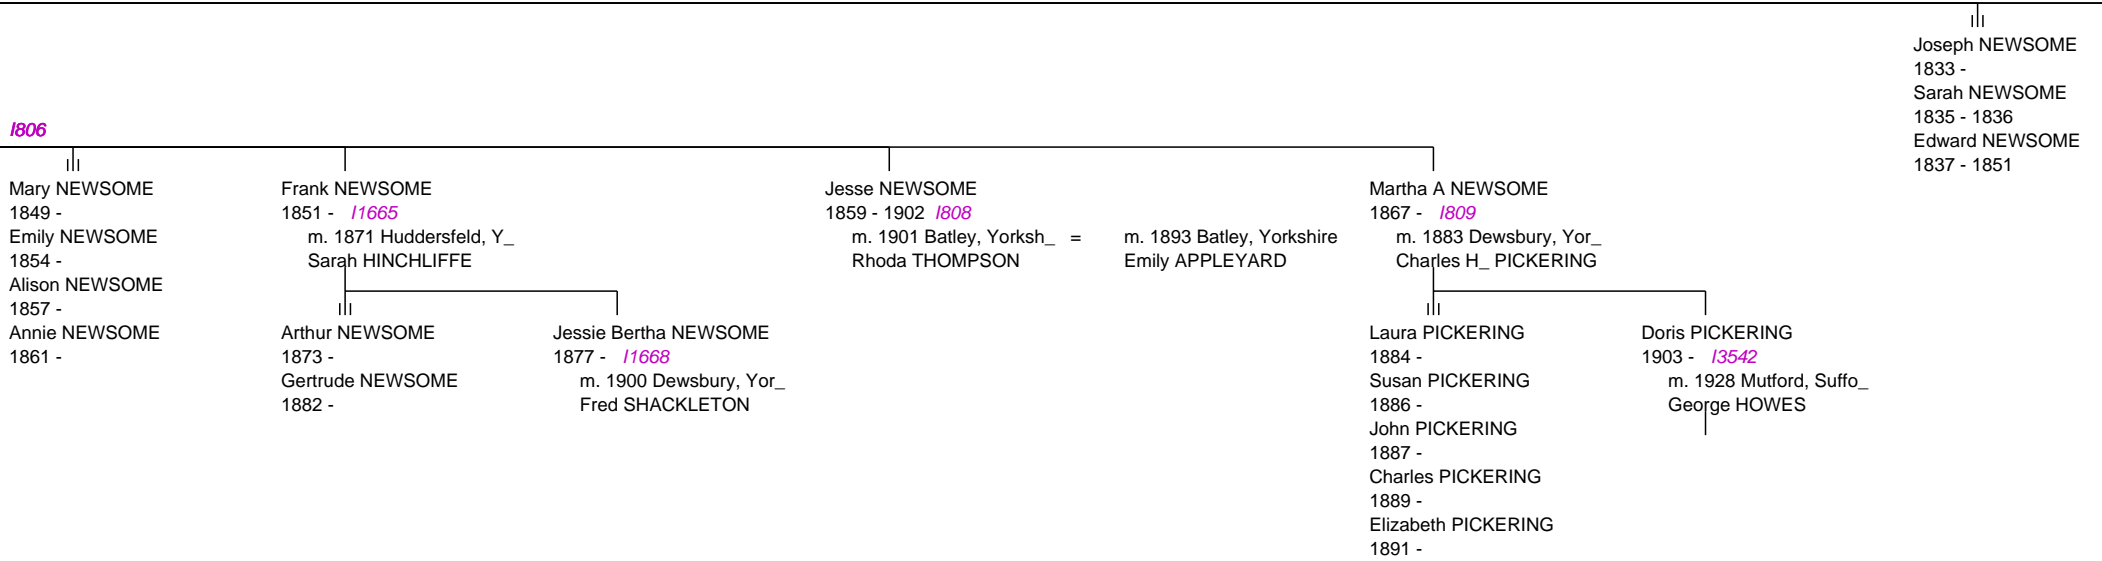 Joseph NEWSOME
1833 -
Sarah NEWSOME
1835 - 1836
Edward NEWSOME
1837 - 1851
I806
Mary NEWSOME
1849 -
Emily NEWSOME
1854 -
Alison NEWSOME
1857 -
Annie NEWSOME
1861 -
Frank NEWSOME
1851 - I1665
m. 1871 Huddersfeld, Y_
Sarah HINCHLIFFE
Arthur NEWSOME
1873 -
Gertrude NEWSOME
1882 -
Jessie Bertha NEWSOME
1877 - I1668
m. 1900 Dewsbury, Yor_
Fred SHACKLETON
Jesse NEWSOME
1859 - 1902 I808
m. 1901 Batley, Yorksh_ =
Rhoda THOMPSON
m. 1893 Batley, Yorkshire
Emily APPLEYARD
Martha A NEWSOME
1867 - I809
m. 1883 Dewsbury, Yor_
Charles H_ PICKERING
Laura PICKERING
1884 -
Susan PICKERING
1886 -
John PICKERING
1887 -
Charles PICKERING
1889 -
Elizabeth PICKERING
1891 -
Doris PICKERING
1903 - I3542
m. 1928 Mutford, Suffo_
George HOWES